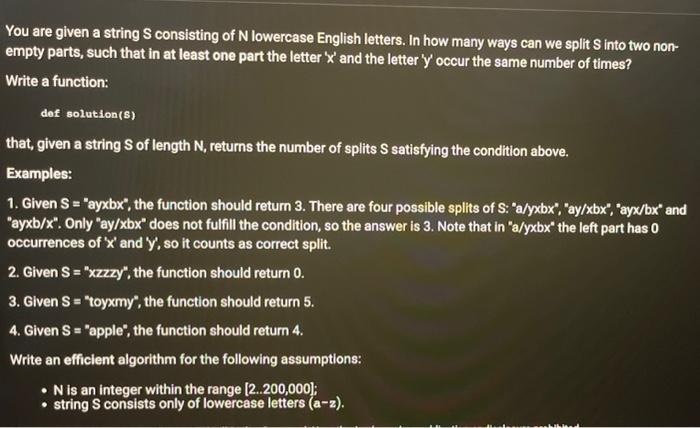 You are given a string S consisting of N lowercase English letters. In how many ways can we split S into two non-
empty parts, such that in at least one part the letter 'x' and the letter 'y' occur the same number of times?
Write a function:
def solution(S)
that, given a string S of length N, returns the number of splits S satisfying the condition above.
Examples:
1. Given S = "ayxbx", the function should return 3. There are four possible splits of S: "a/yxbx", "ay/xbx", "ayx/bx" and
"ayxb/x". Only "ay/xbx" does not fulfill the condition, so the answer is 3. Note that in "a/yxbx" the left part has 0
occurrences of 'x' and 'y', so it counts as correct split.
2. Given S = "xzzzy", the function should return 0.
3. Given S = "toyxmy", the function should return 5.
4. Given S = "apple", the function should return 4.
Write an efficient algorithm for the following assumptions:
• N is an integer within the range [2..200,000];
• string S consists only of lowercase letters (a-z).